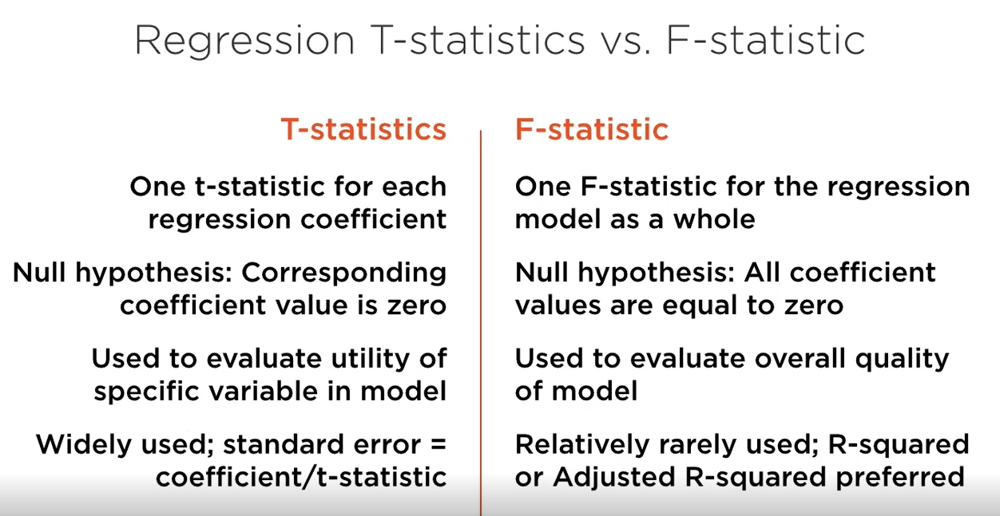 Regression T-statistics vs. F-statistic
T-statistics
One t-statistic for each
regression coefficient
Null hypothesis: Corresponding
coefficient value is zero
Used to evaluate utility of
specific variable in model
Widely used; standard error =
coefficient/t-statistic
F-statistic
One F-statistic for the regression
model as a whole
Null hypothesis: All coefficient
values are equal to zero
Used to evaluate overall quality
of model
Relatively rarely used; R-squared
or Adjusted R-squared preferred